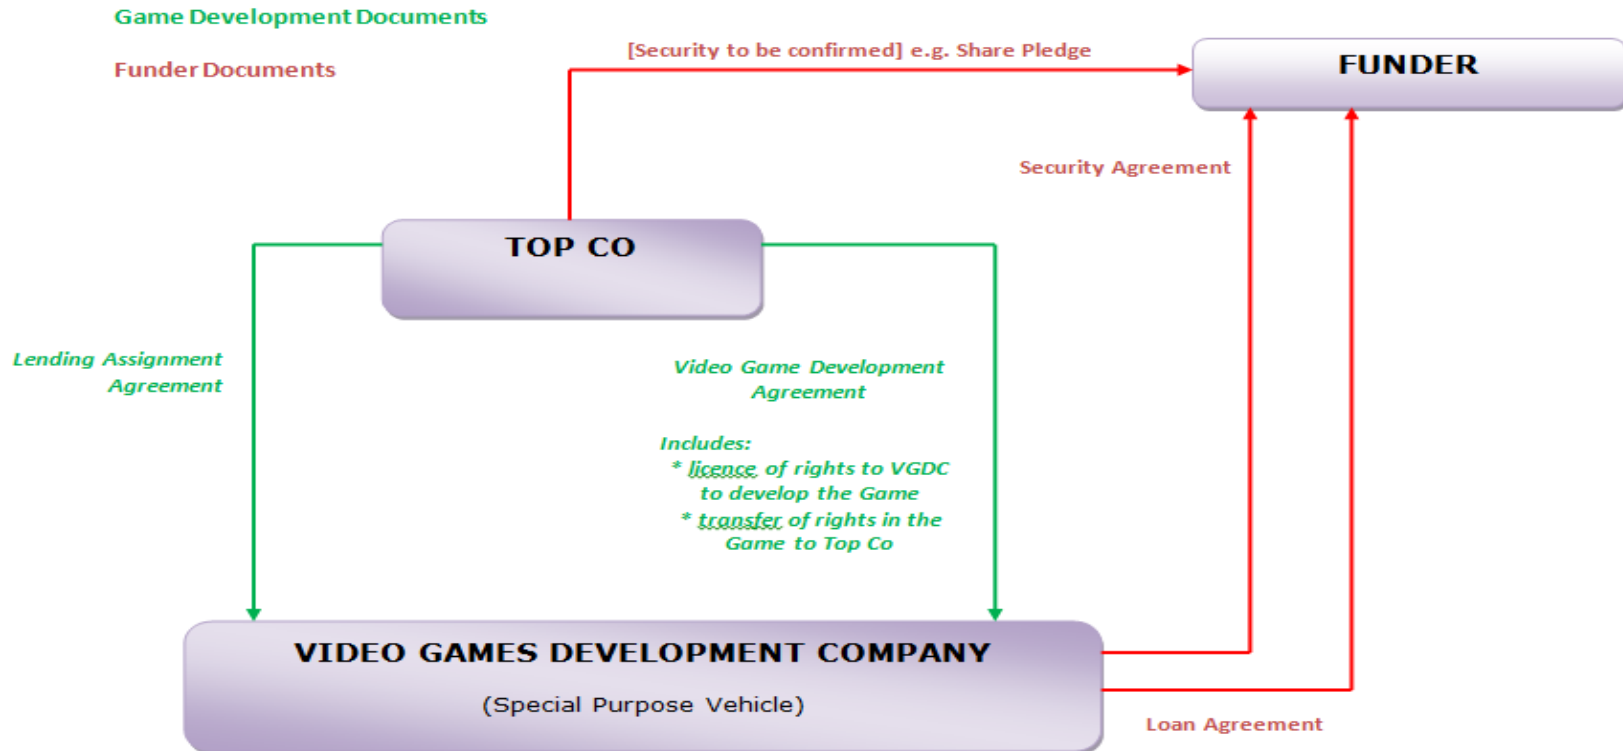 Game Development Documents
Funder Documents
[Security to be confirmed] e.g. Share Pledge
FUNDER
Security Agreement
TOP CO
Lending Assignment
Agreement
Video Game Development
Agreement
Includes:
* licence of rights to VGDC
to develop the Game
* transfer of rights in the
Game to Top Co
VIDEO GAMES DEVELOPMENT COMPANY
(Special Purpose Vehicle)
Loan Agreement